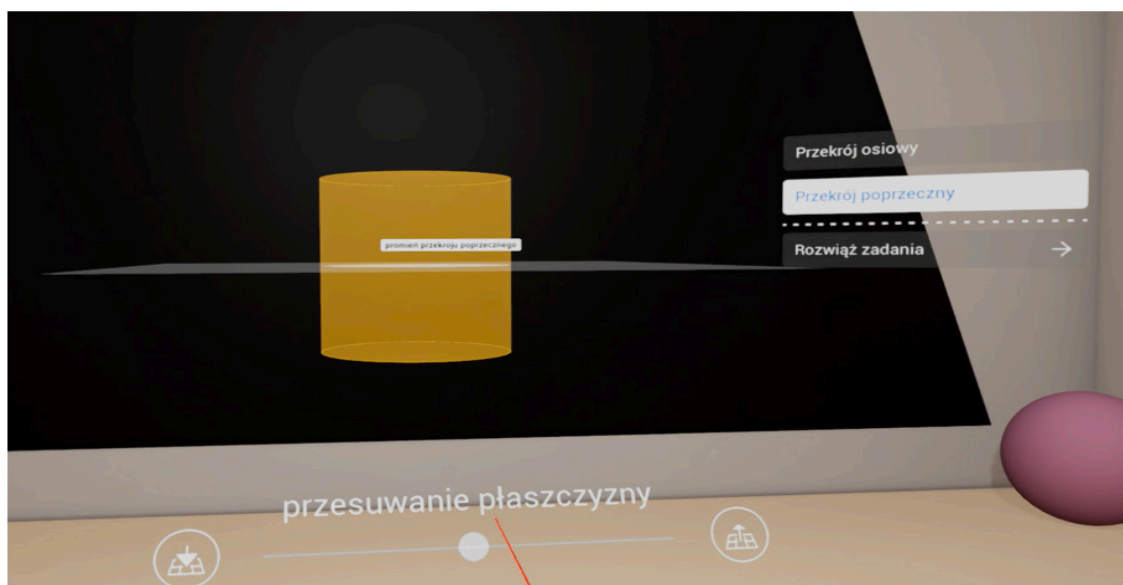 Przekrój osiowy
Przekrój poprzeczny
promień przekroju poprzecznego
Rozwiąż zadania
przesuwanie płaszczyzny